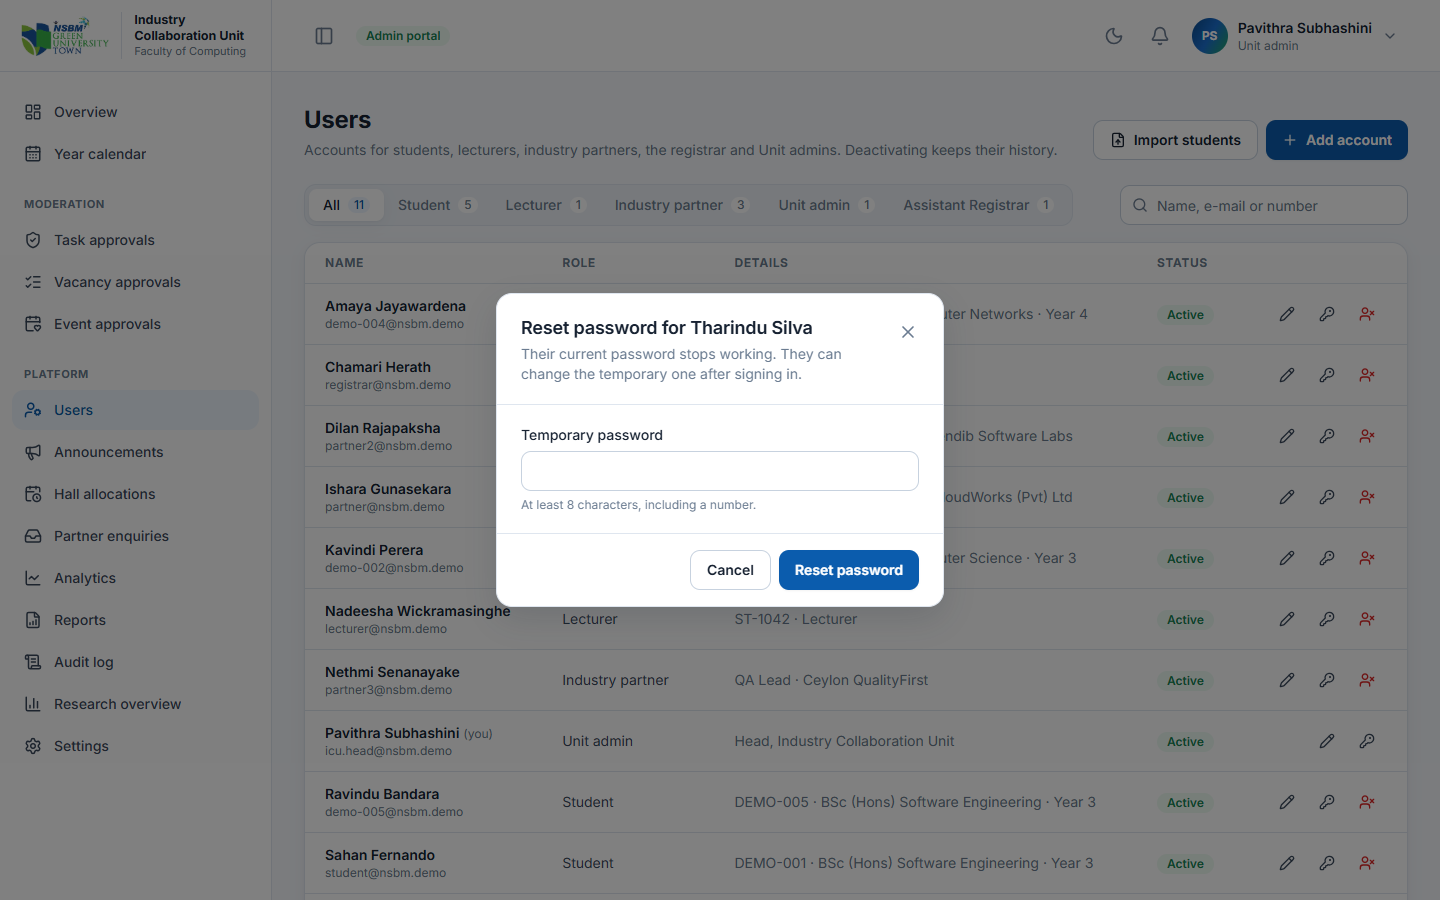 NSBM
GREEN
UNIVERSITY
TOWN
Industry
Collaboration Unit
Faculty of Computing
Admin portal
PS
Pavithra Subhashini
Unit admin
Overview
Year calendar
MODERATION
Task approvals
Vacancy approvals
Event approvals
PLATFORM
Users
Announcements
Hall allocations
Partner enquiries
Analytics
Reports
Audit log
Research overview
Settings
Users
Accounts for students, lecturers, industry partners, the registrar and Unit admins. Deactivating keeps their history.
Import students
Add account
All 11 Student 5 Lecturer 1 Industry partner 3 Unit admin 1 Assistant Registrar 1
Name, e-mail or number
NAME ROLE DETAILS STATUS
Amaya Jayawardena
demo-004@nsbm.demo
Networks · Year 4
Active
Chamari Herath
registrar@nsbm.demo
Active
Dilan Rajapaksha
partner2@nsbm.demo
Software Labs
Active
Ishara Gunasekara
partner@nsbm.demo
(Pvt) Ltd
Active
Kavindi Perera
demo-002@nsbm.demo
Science · Year 3
Active
Nadeesha Wickramasinghe
lecturer@nsbm.demo
Lecturer
ST-1042 · Lecturer
Active
Nethmi Senanayake
partner3@nsbm.demo
Industry partner
QA Lead · Ceylon QualityFirst
Active
Pavithra Subhashini (you)
icu.head@nsbm.demo
Unit admin
Head, Industry Collaboration Unit
Active
Ravindu Bandara
demo-005@nsbm.demo
Student
DEMO-005 · BSc (Hons) Software Engineering · Year 3
Active
Sahan Fernando
student@nsbm.demo
Student
DEMO-001 · BSc (Hons) Software Engineering · Year 3
Active
Reset password for Tharindu Silva
Their current password stops working. They can
change the temporary one after signing in.
Temporary password
At least 8 characters, including a number.
Cancel
Reset password